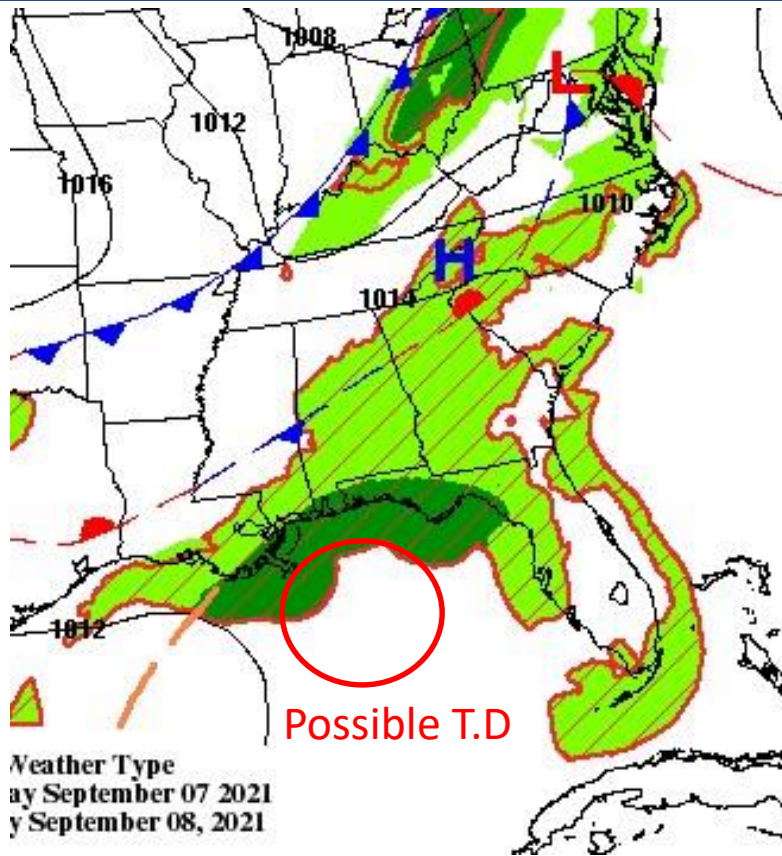 1008
L
1012
1016
1010
H
1014
1012
Possible T.D
Weather Type
ay September 07 2021
y September 08, 2021